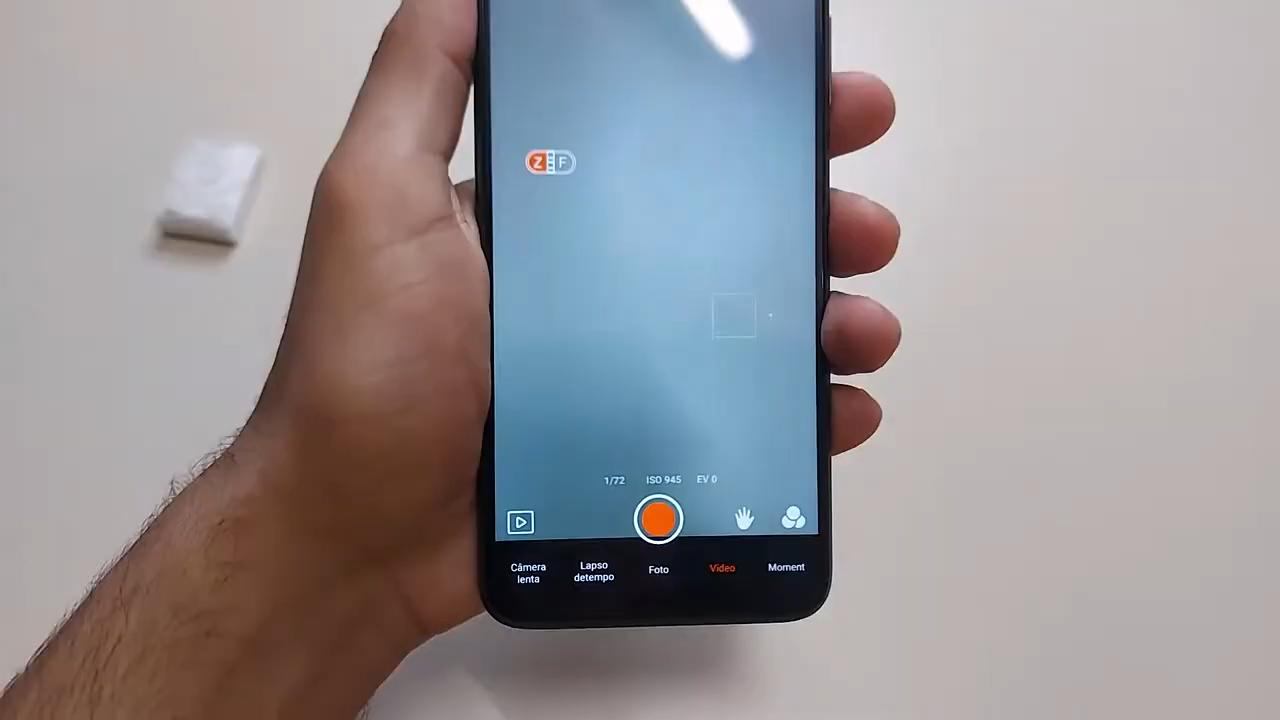 Z F
1/72 ISO 945 EV 0
Câmera
lenta
Lapso
detempo
Foto
Vídeo
Moment